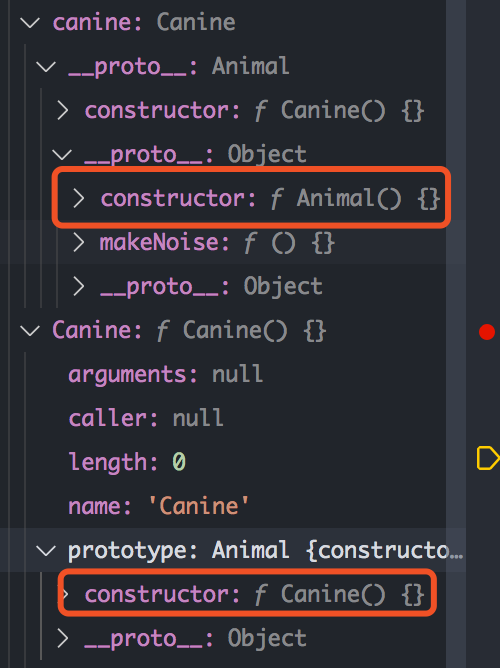 canine: Canine
__proto__: Animal
constructor: ƒ Canine() {}
__proto__: Object
constructor: ƒ Animal() {}
makeNoise: ƒ () {}
__proto__: Object
Canine: ƒ Canine() {}
arguments: null
caller: null
length: 0
name: 'Canine'
prototype: Animal {constructo…
constructor: ƒ Canine() {}
__proto__: Object